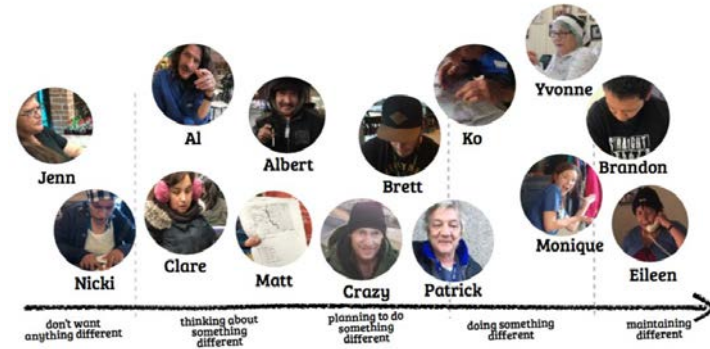 Yvonne
Al
Ko
Albert
Brandon
Jenn
Brett
Clare
Monique
Matt
Eileen
Nicki
Crazy
Patrick
don't want
anything different
thinking about
something
different
planning to do
something
different
doing something
different
maintaining
different